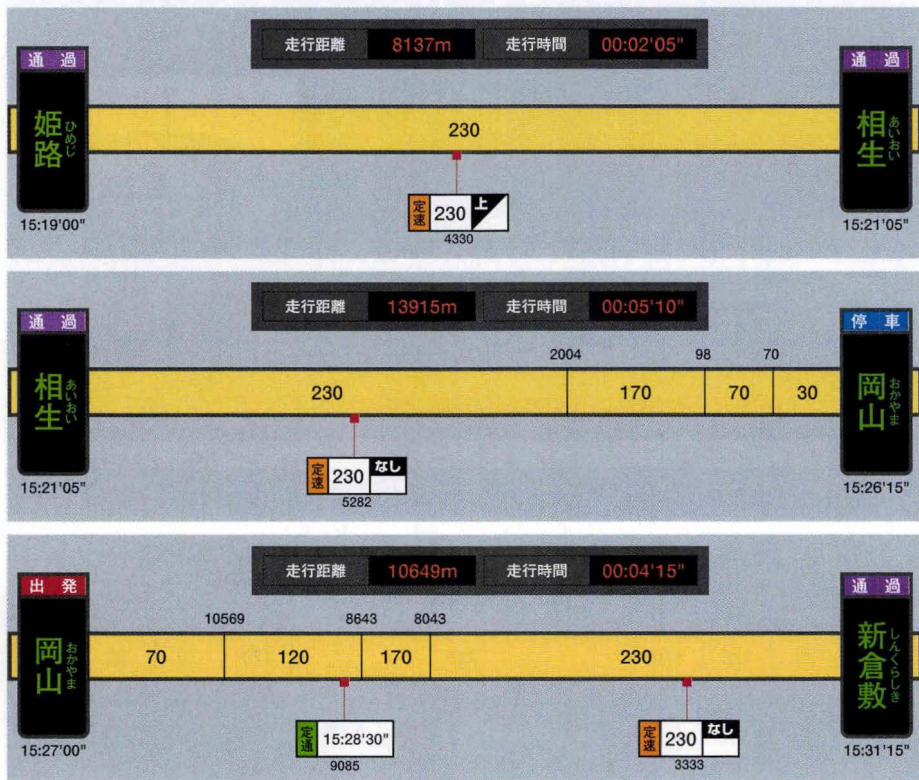 走行距離 8137m 走行時間 00:02'05"
通過
姫路
ひめじ
15:19'00"
230
定速 230 上
4330
通過
相生
あいおい
15:21'05"
走行距離 13915m 走行時間 00:05'10"
通過
相生
あいおい
15:21'05"
2004 98 70
230 170 70 30
定速 230 なし
5282
停車
岡山
おかやま
15:26'15"
走行距離 10649m 走行時間 00:04'15"
出発
岡山
おかやま
15:27'00"
10569 8643 8043
70 120 170 230
定通 15:28'30"
9085
定速 230 なし
3333
通過
新倉敷
しんくらしき
15:31'15"